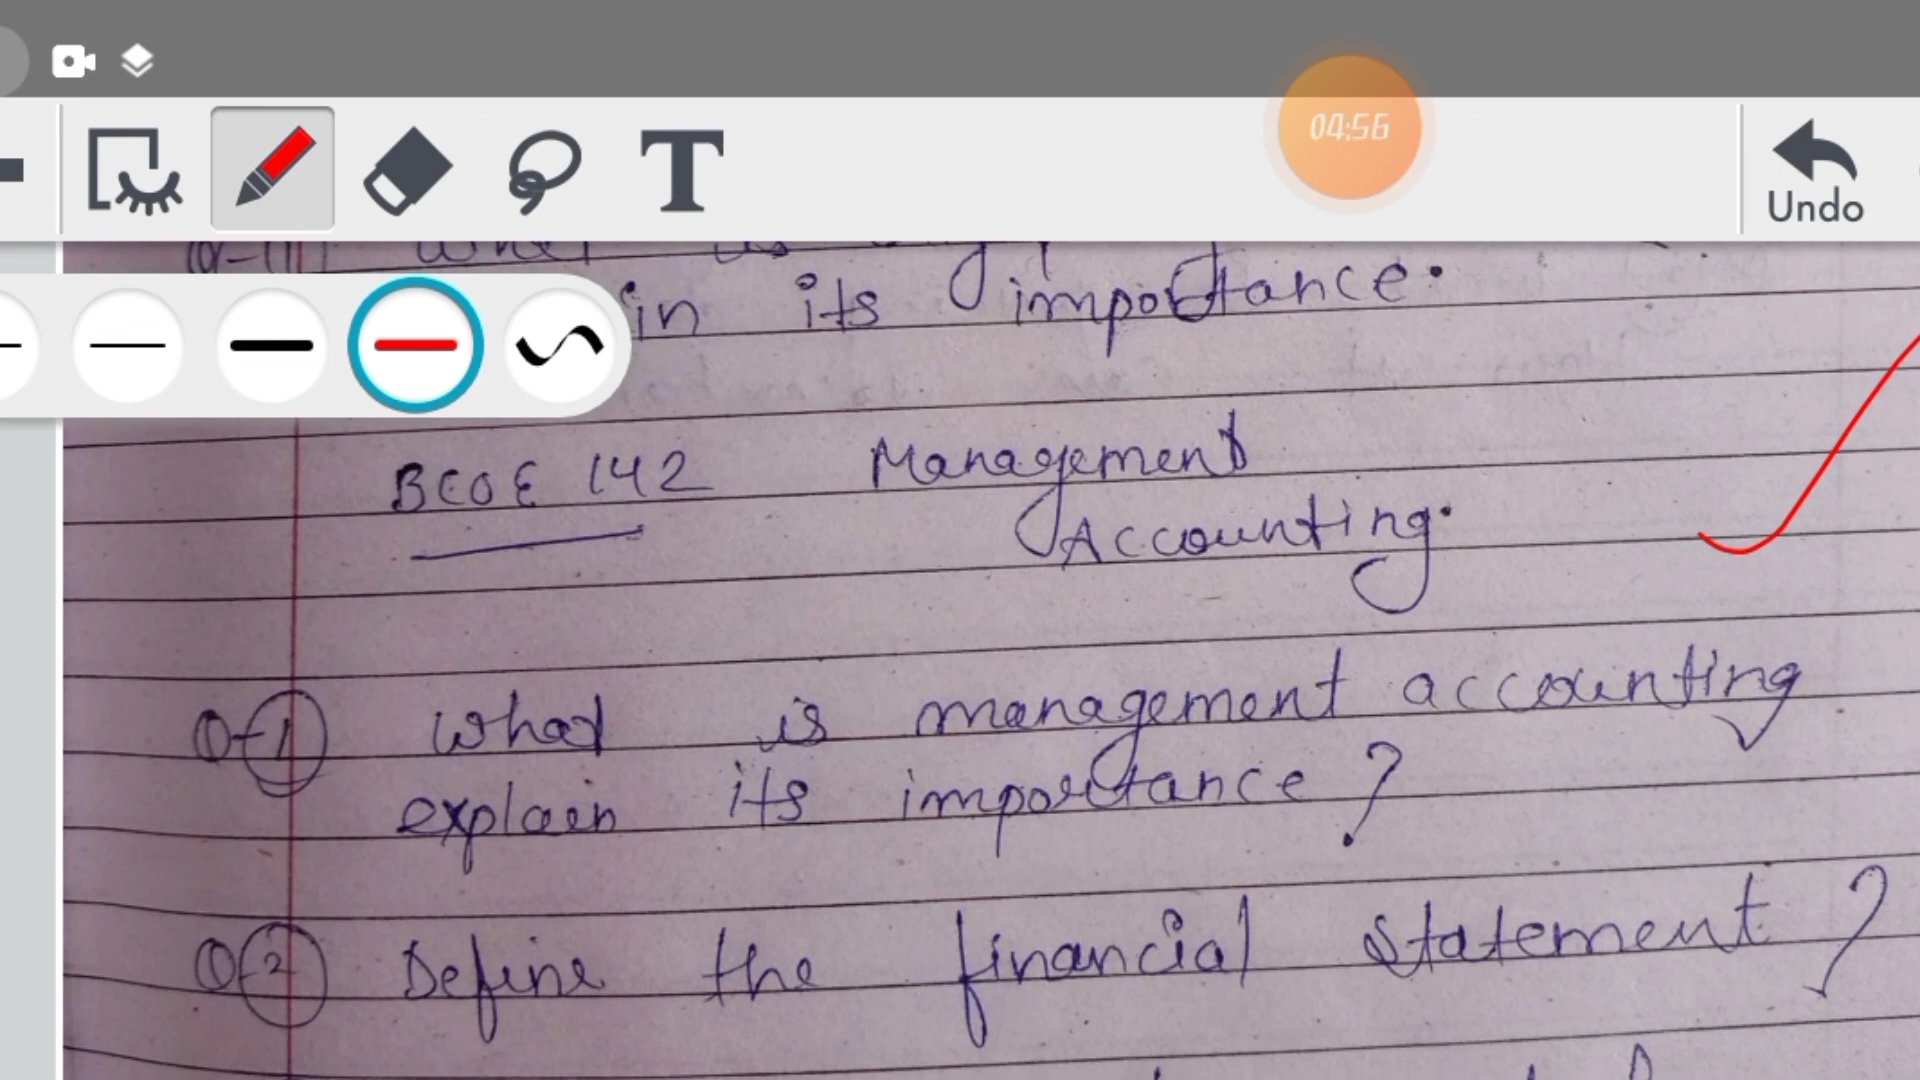 04:56
T
Undo
in its importance.
BCOE 142 Management
Accounting.
Q-1 What is management accounting
explain its importance?
Q-2 Define the financial statement?